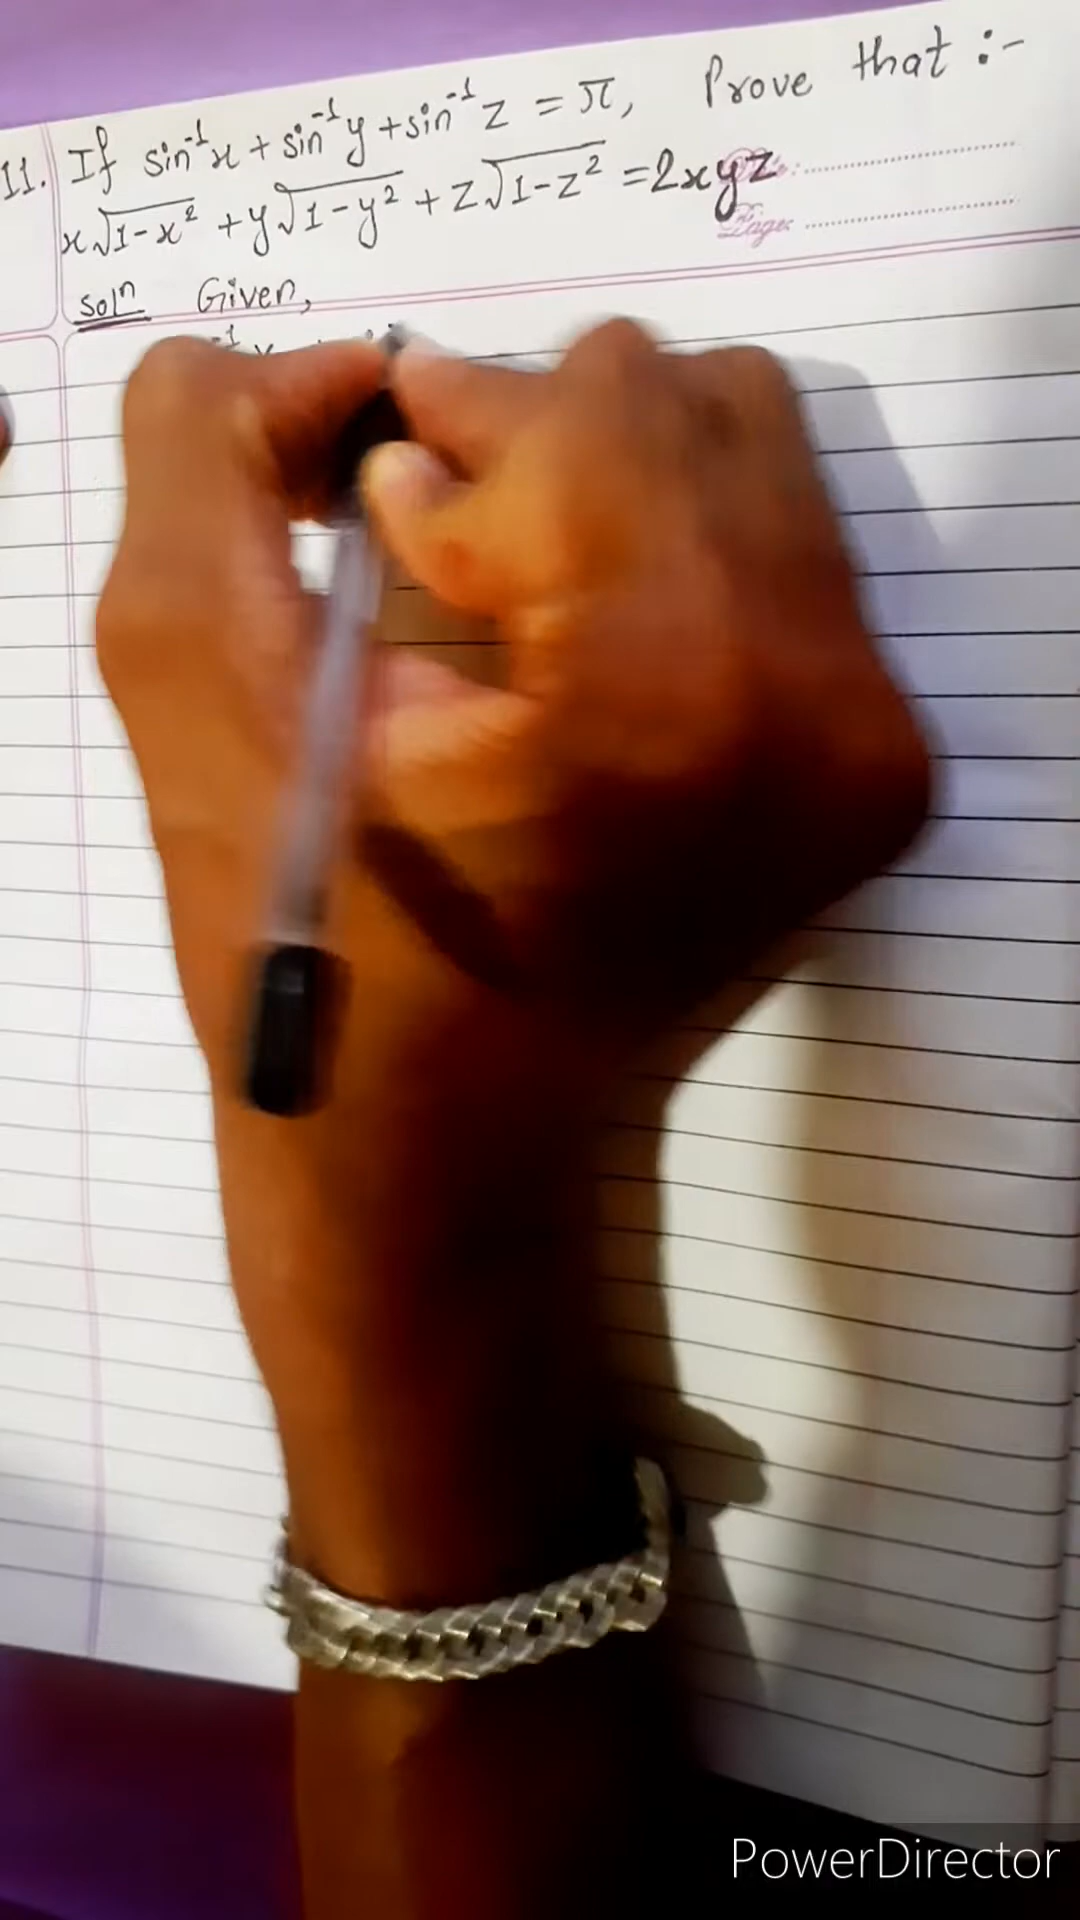 11. If sin⁻¹x + sin⁻¹y + sin⁻¹z = π, Prove that :-
x√1-x² + y√1-y² + z√1-z² = 2xyz
Page:
Solⁿ Given,
PowerDirector